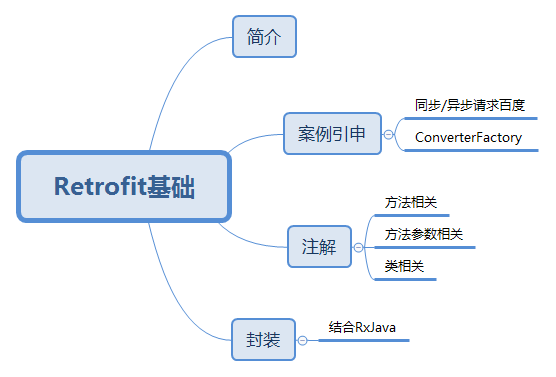 Retrofit基础
简介
案例引申
同步/异步请求百度
ConverterFactory
注解
方法相关
方法参数相关
类相关
封装
结合RxJava